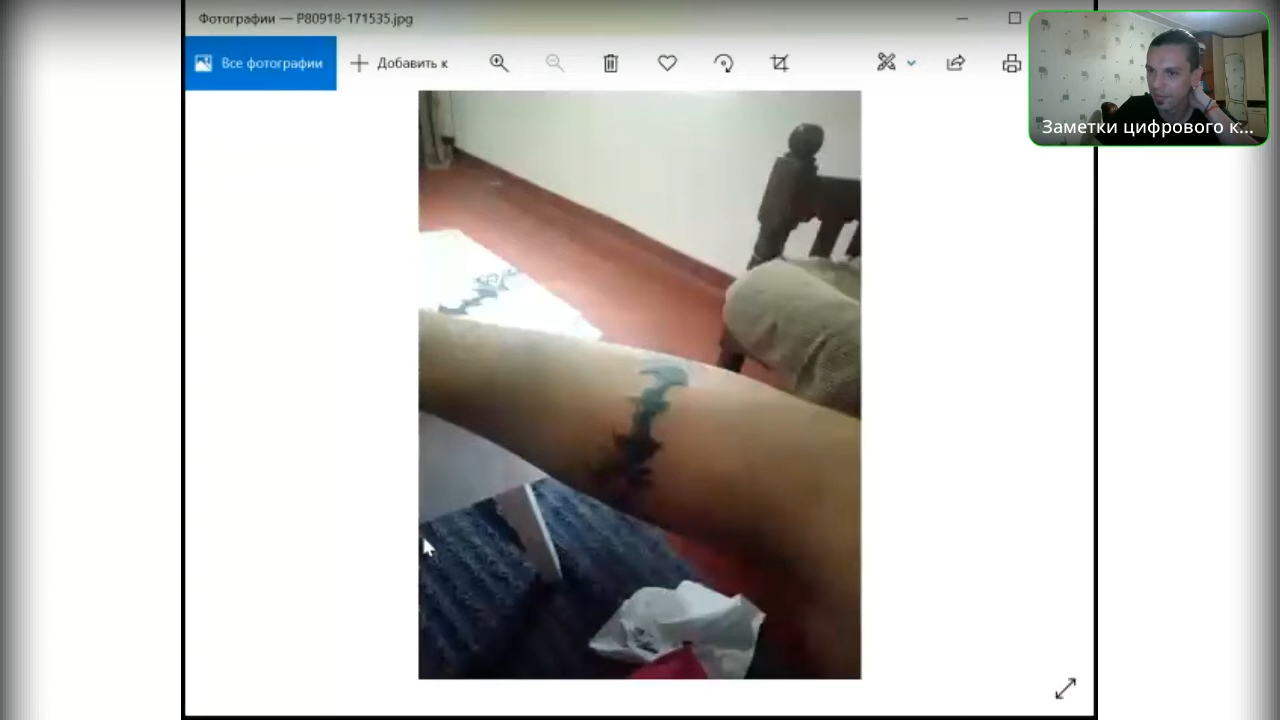 Фотографии — P80918-171535.jpg
Все фотографии
Добавить к
Заметки цифрового к...